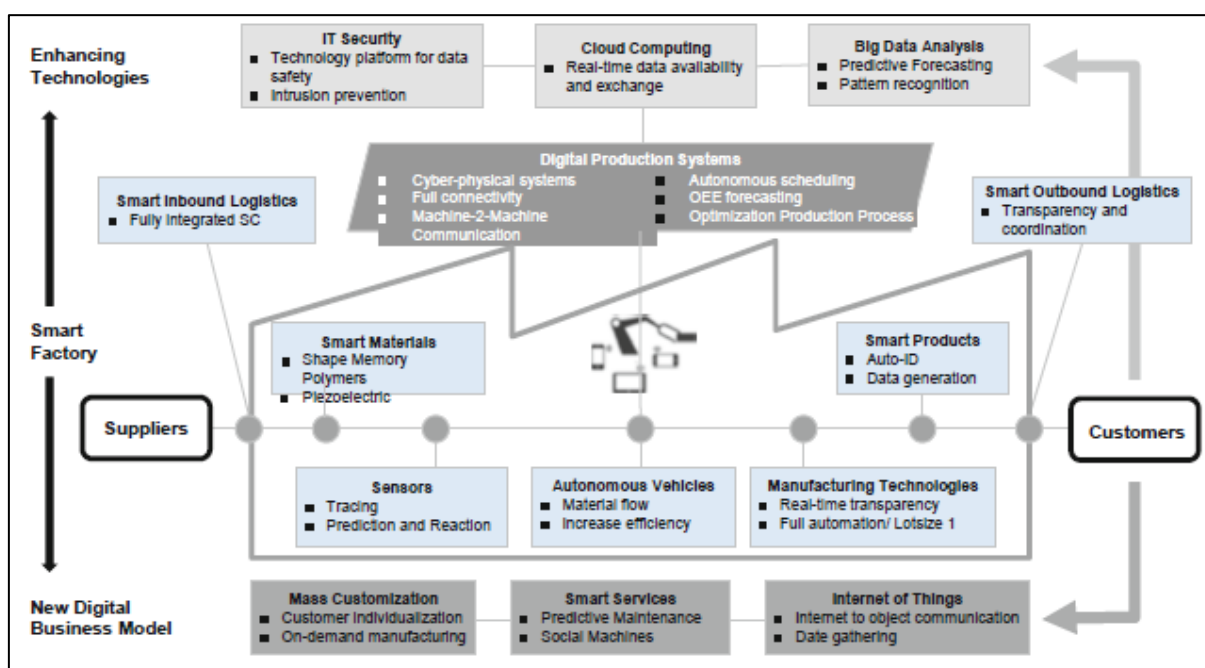 Enhancing
Technologies
IT Security
Technology platform for data
safety
Intrusion prevention
Cloud Computing
Real-time data availability
and exchange
Big Data Analysis
Predictive Forecasting
Pattern recognition
Digital Production Systems
Cyber-physical systems
Full connectivity
Machine-2-Machine
Communication
Autonomous scheduling
OEE forecasting
Optimization Production Process
Smart Inbound Logistics
Fully Integrated SC
Smart Outbound Logistics
Transparency and
coordination
Smart
Factory
Smart Materials
Shape Memory
Polymers
Piezoelectric
Smart Products
Auto-ID
Data generation
Suppliers
Customers
Sensors
Tracing
Prediction and Reaction
Autonomous Vehicles
Material flow
Increase efficiency
Manufacturing Technologies
Real-time transparency
Full automation/ Lotsize 1
New Digital
Business Model
Mass Customization
Customer individualization
On-demand manufacturing
Smart Services
Predictive Maintenance
Social Machines
Internet of Things
Internet to object communication
Date gathering